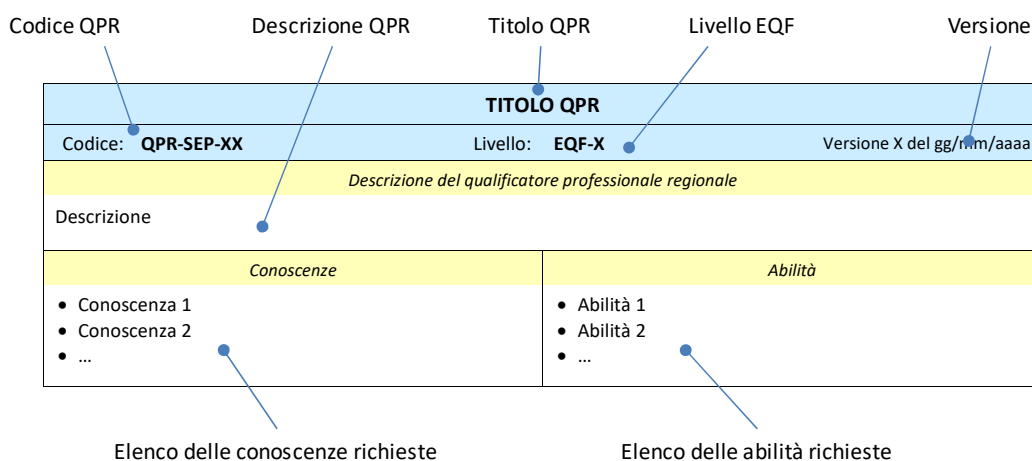 Codice QPR Descrizione QPR Titolo QPR Livello EQF Versione
TITOLO QPR
Codice: QPR-SEP-XX Livello: EQF-X Versione X del gg/mm/aaaa
Descrizione del qualificatore professionale regionale
Descrizione
Conoscenze Abilità
• Conoscenza 1 • Abilità 1
• Conoscenza 2 • Abilità 2
• … • …
Elenco delle conoscenze richieste Elenco delle abilità richieste